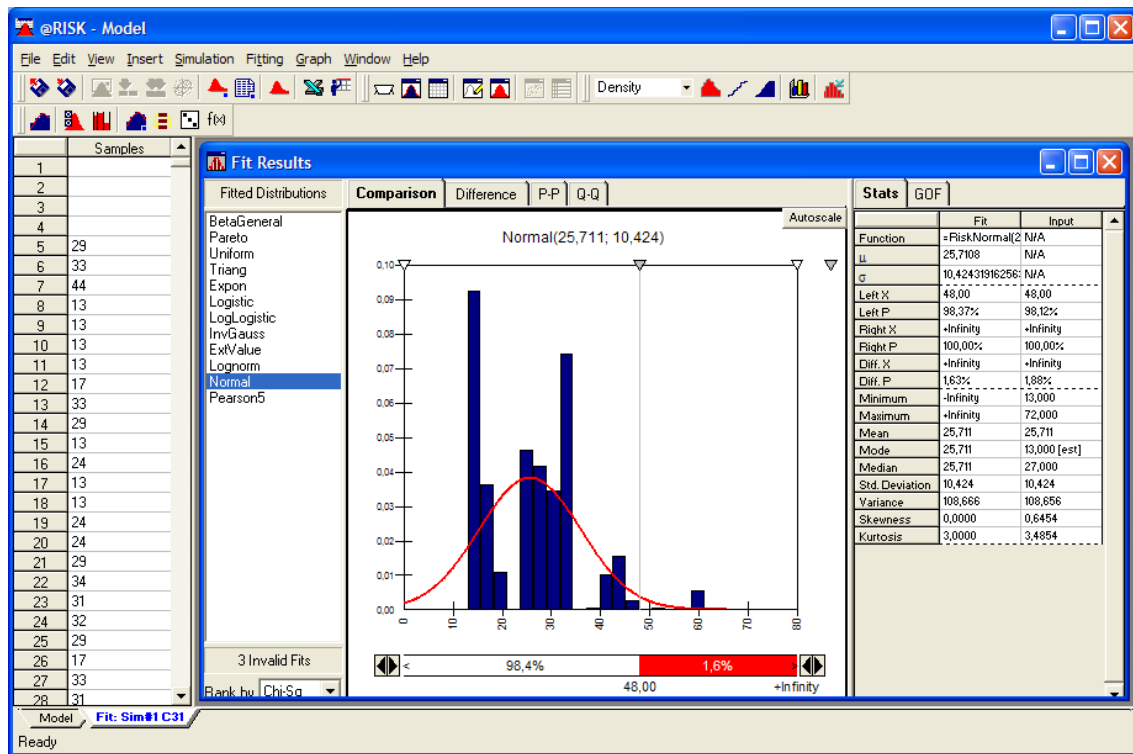 @RISK - Model
File Edit View Insert Simulation Fitting Graph Window Help
Density
f(x)
Samples
1
2
3
4
5 29
6 33
7 44
8 13
9 13
10 13
11 13
12 17
13 33
14 29
15 13
16 24
17 13
18 13
19 24
20 24
21 29
22 34
23 31
24 32
25 29
26 17
27 33
28 31
Fit Results
Fitted Distributions
BetaGeneral
Pareto
Uniform
Triang
Expon
Logistic
LogLogistic
InvGauss
ExtValue
Lognorm
Normal
Pearson5
3 Invalid Fits
Rank by Chi-Sq
Comparison Difference P-P Q-Q
Autoscale
Normal(25,711; 10,424)
0,10
0,09
0,08
0,07
0,06
0,05
0,04
0,03
0,02
0,01
0,00
0 10 20 30 40 50 60 70 80
< 98,4% 1,6% >
48,00 +Infinity
Stats GOF
Fit Input
Function =RiskNormal(2 N/A
μ 25,7108 N/A
σ 10,42431916256: N/A
Left X 48,00 48,00
Left P 98,37% 98,12%
Right X +Infinity +Infinity
Right P 100,00% 100,00%
Diff. X +Infinity +Infinity
Diff. P 1,63% 1,88%
Minimum -Infinity 13,000
Maximum +Infinity 72,000
Mean 25,711 25,711
Mode 25,711 13,000 [est]
Median 25,711 27,000
Std. Deviation 10,424 10,424
Variance 108,666 108,656
Skewness 0,0000 0,6454
Kurtosis 3,0000 3,4854
Model Fit: Sim#1 C31
Ready